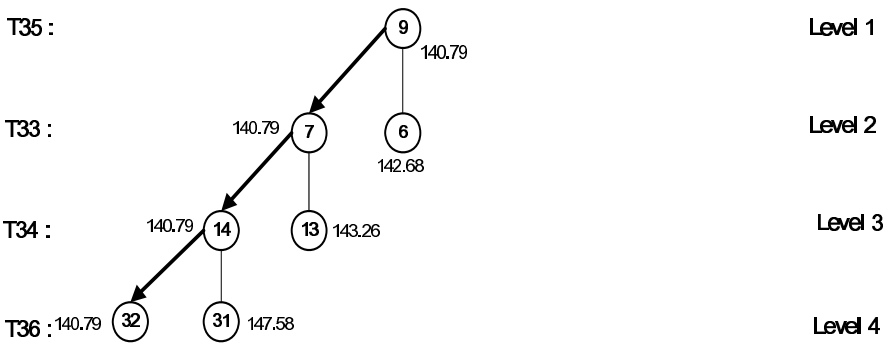 T35 : 9 Level 1
140.79
T33 : 140.79 7 6 Level 2
142.68
T34 : 140.79 14 13 143.26 Level 3
T36 : 140.79 32 31 147.58 Level 4